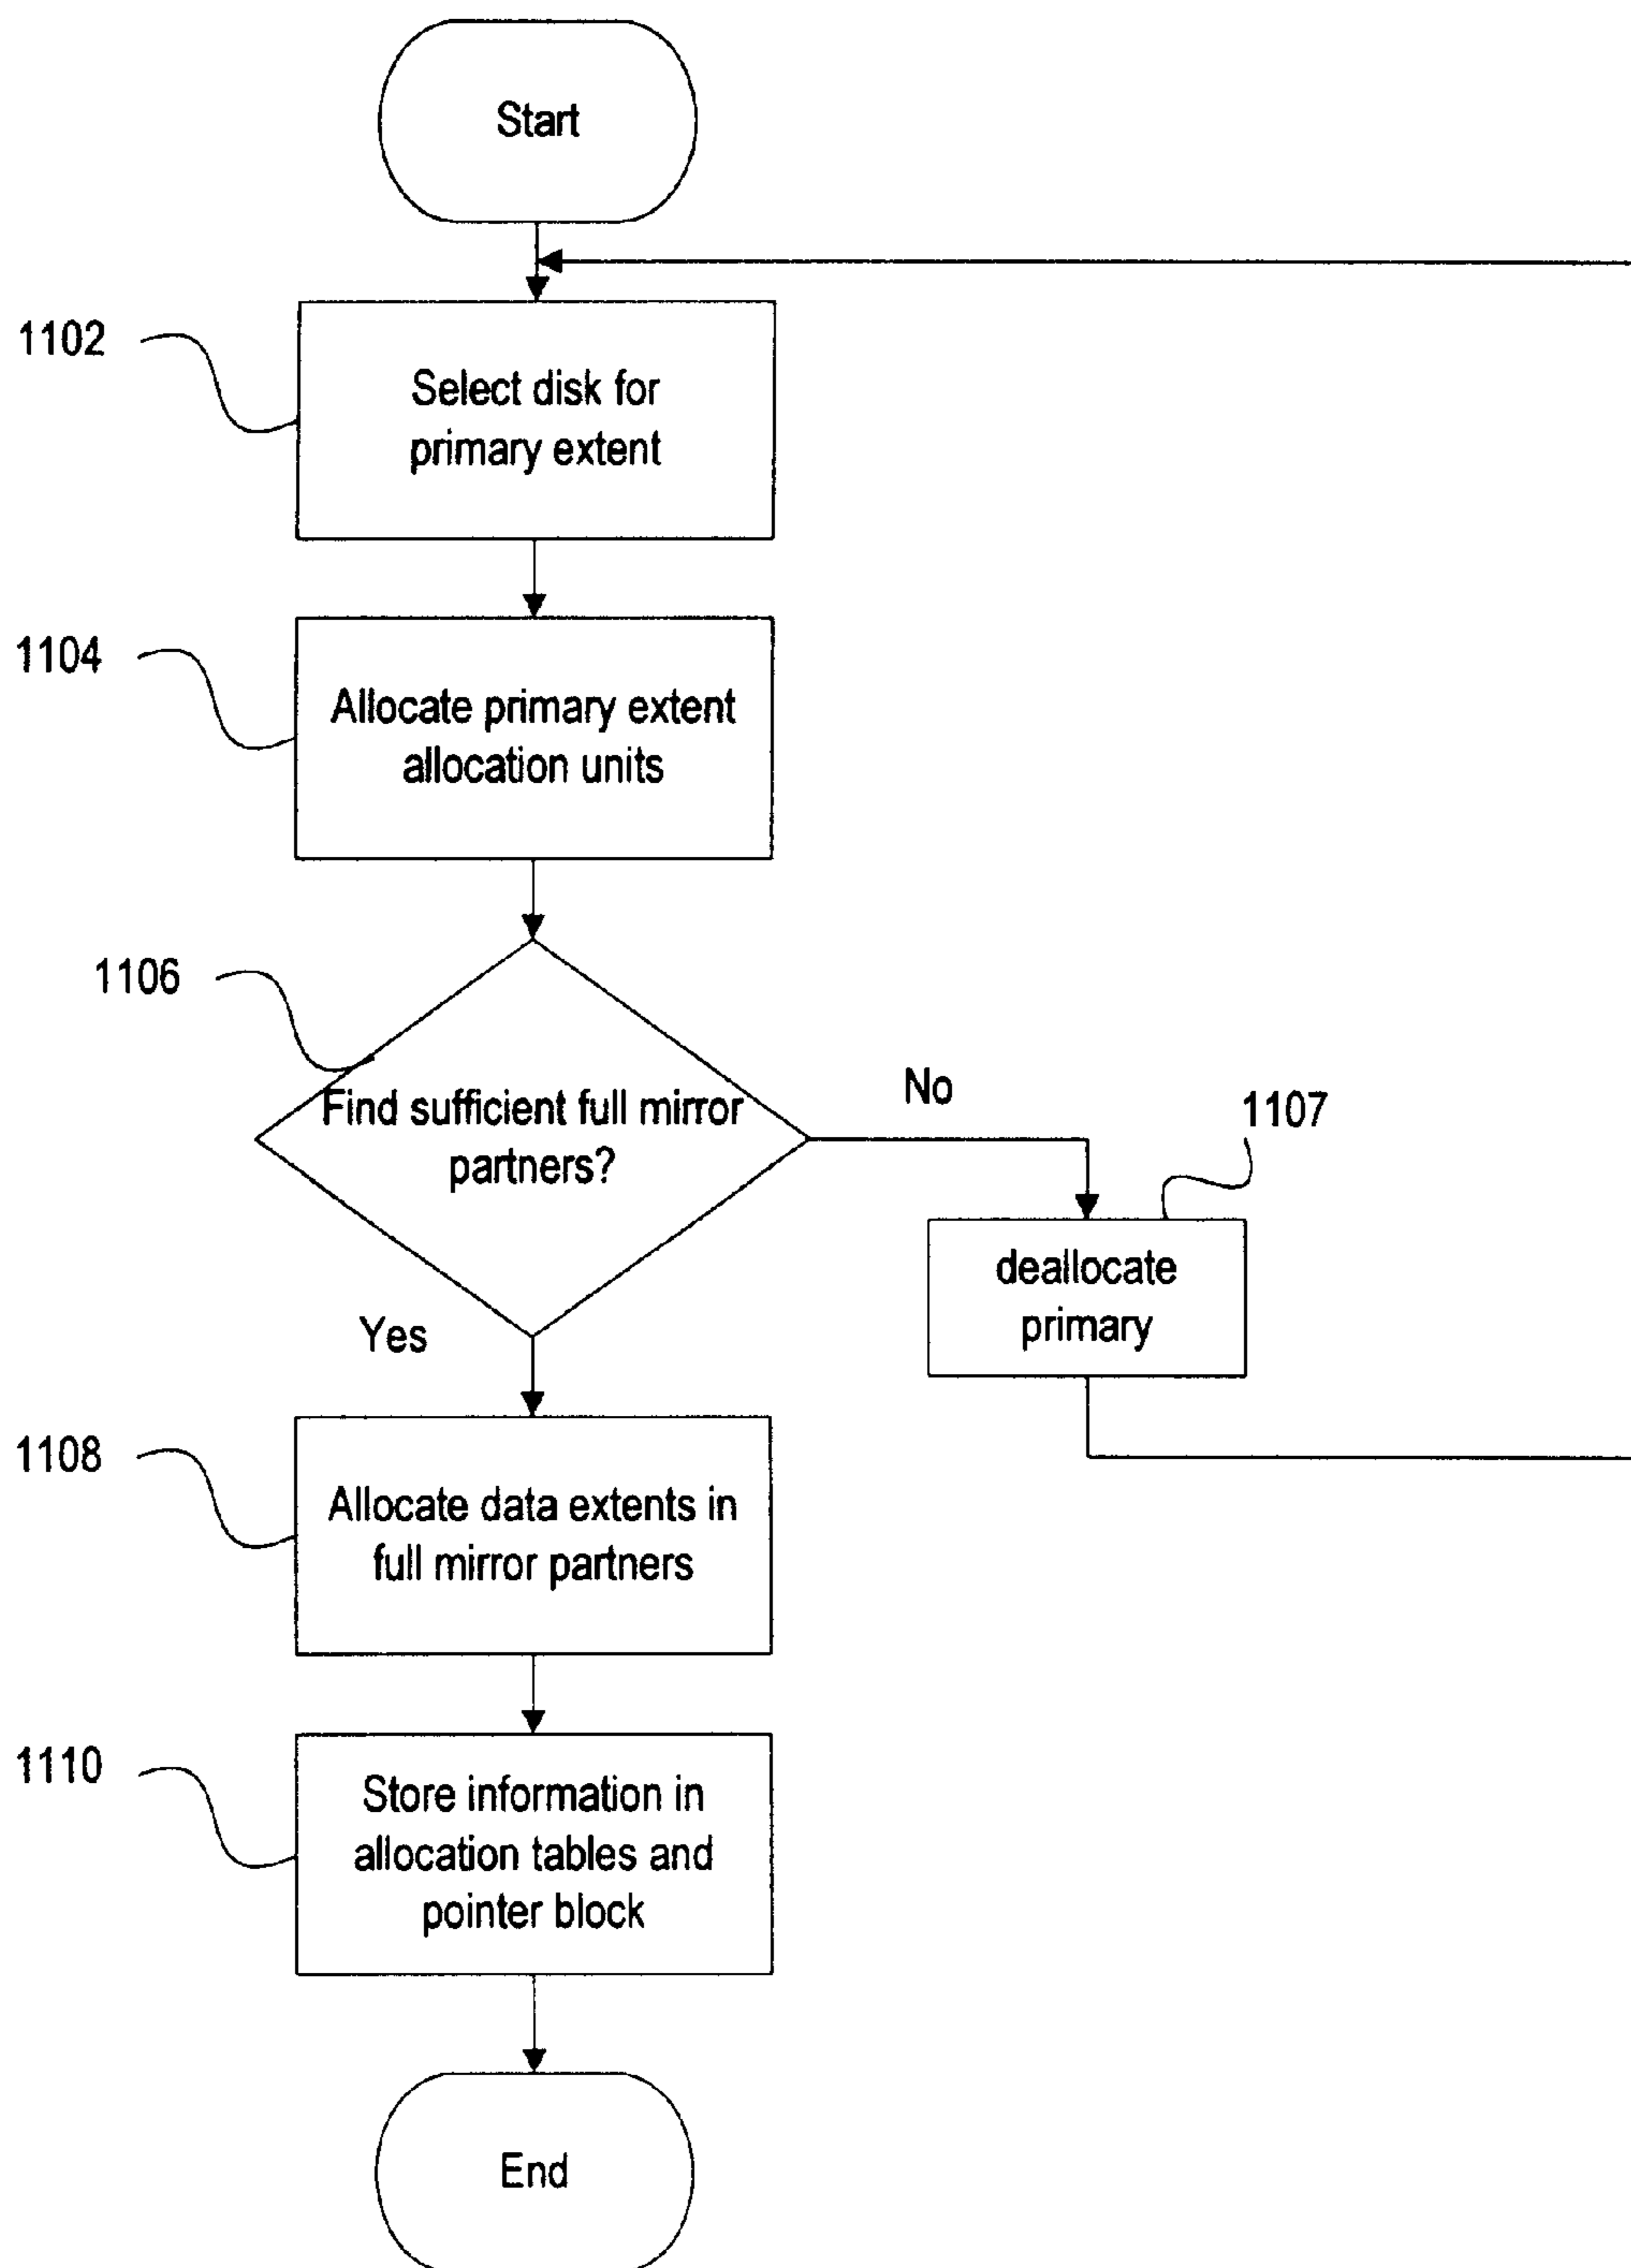 Start
1102
Select disk for
primary extent
1104
Allocate primary extent
allocation units
1106
Find sufficient full mirror
partners?
No
1107
deallocate
primary
Yes
1108
Allocate data extents in
full mirror partners
1110
Store information in
allocation tables and
pointer block
End